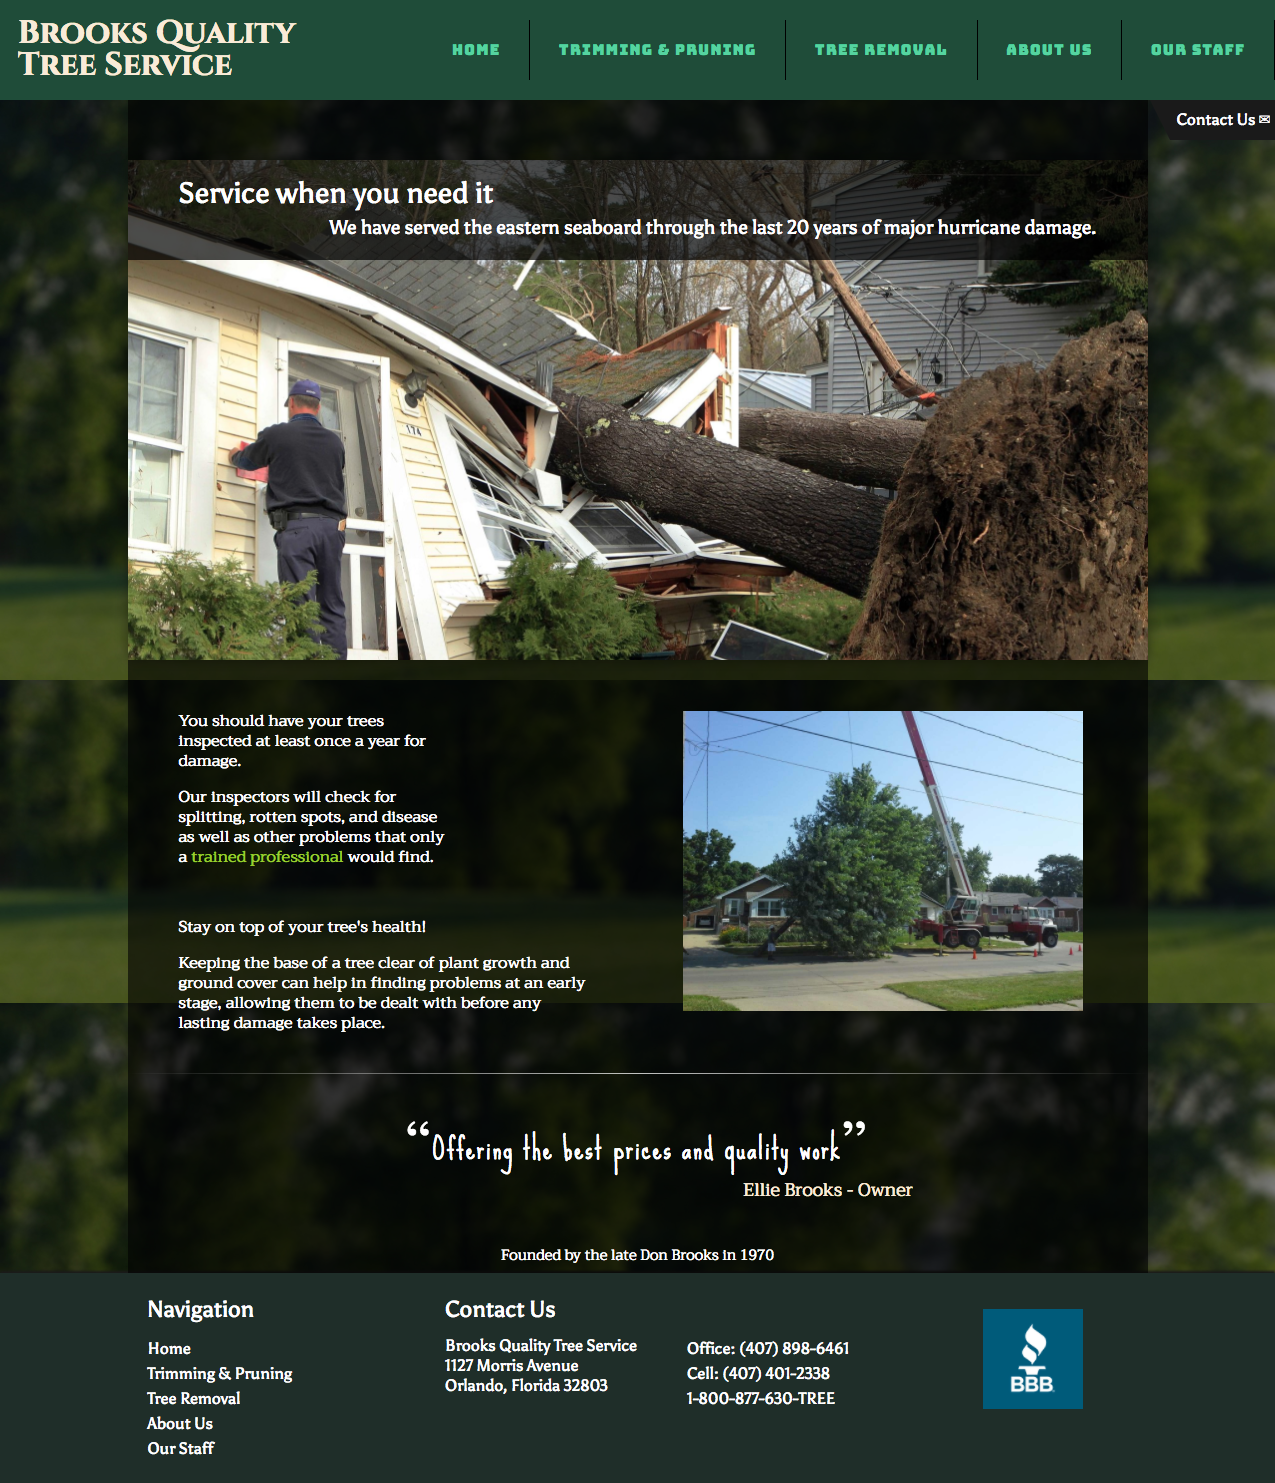 Brooks Quality
Tree Service
HOME
TRIMMING & PRUNING
TREE REMOVAL
ABOUT US
OUR STAFF
Contact Us ✉
Service when you need it
We have served the eastern seaboard through the last 20 years of major hurricane damage.
174
You should have your trees
inspected at least once a year for
damage.
Our inspectors will check for
splitting, rotten spots, and disease
as well as other problems that only
a trained professional would find.
Stay on top of your tree's health!
Keeping the base of a tree clear of plant growth and
ground cover can help in finding problems at an early
stage, allowing them to be dealt with before any
lasting damage takes place.
“Offering the best prices and quality work”
Ellie Brooks - Owner
Founded by the late Don Brooks in 1970
Navigation
Home
Trimming & Pruning
Tree Removal
About Us
Our Staff
Contact Us
Brooks Quality Tree Service
1127 Morris Avenue
Orlando, Florida 32803
Office: (407) 898-6461
Cell: (407) 401-2338
1-800-877-630-TREE
BBB